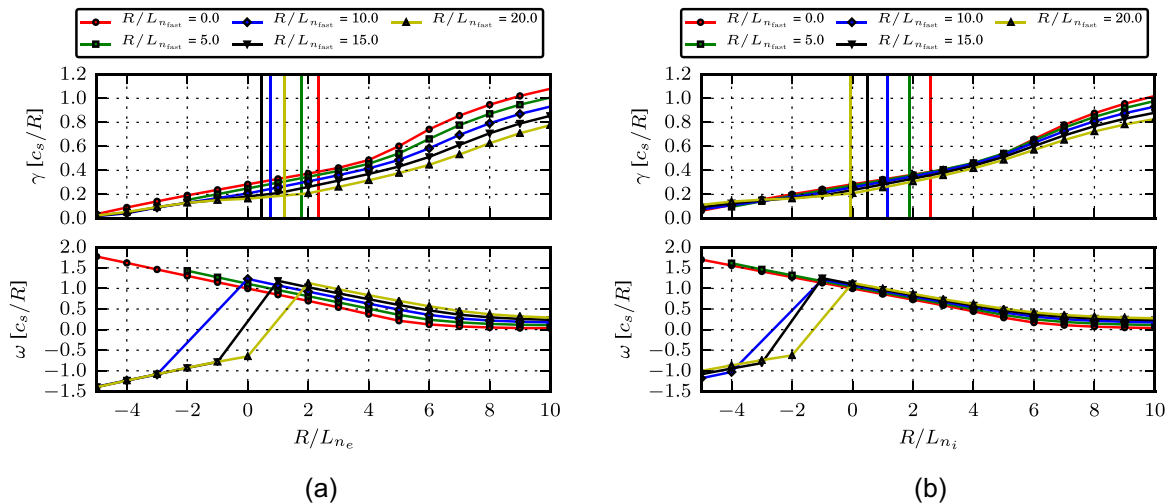 R/L_{n_fast} = 0.0 R/L_{n_fast} = 10.0 R/L_{n_fast} = 20.0
R/L_{n_fast} = 5.0 R/L_{n_fast} = 15.0
γ [c_s/R]
1.2
1.0
0.8
0.6
0.4
0.2
0.0
ω [c_s/R]
2.0
1.5
1.0
0.5
0.0
−0.5
−1.0
−1.5
−4 −2 0 2 4 6 8 10
R/L_{n_e}
(a)
R/L_{n_fast} = 0.0 R/L_{n_fast} = 10.0 R/L_{n_fast} = 20.0
R/L_{n_fast} = 5.0 R/L_{n_fast} = 15.0
γ [c_s/R]
1.2
1.0
0.8
0.6
0.4
0.2
0.0
ω [c_s/R]
2.0
1.5
1.0
0.5
0.0
−0.5
−1.0
−1.5
−4 −2 0 2 4 6 8 10
R/L_{n_i}
(b)